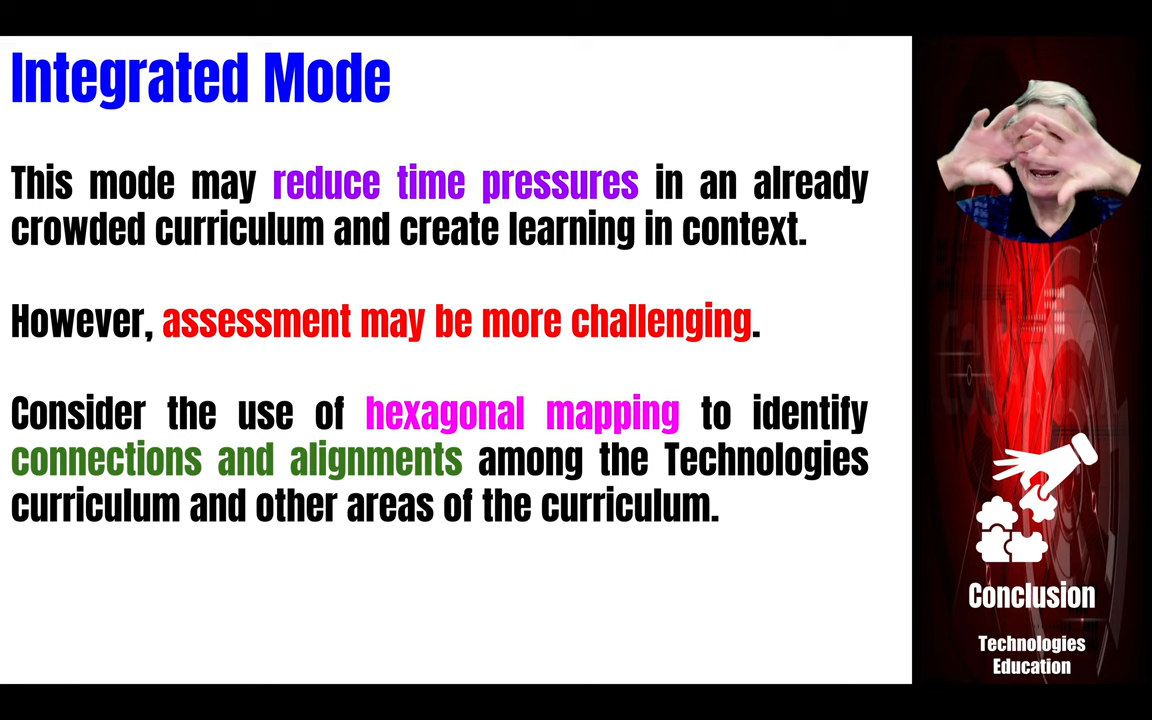 Integrated Mode
This mode may reduce time pressures in an already
crowded curriculum and create learning in context.
However, assessment may be more challenging.
Consider the use of hexagonal mapping to identify
connections and alignments among the Technologies
curriculum and other areas of the curriculum.
Conclusion
Technologies
Education